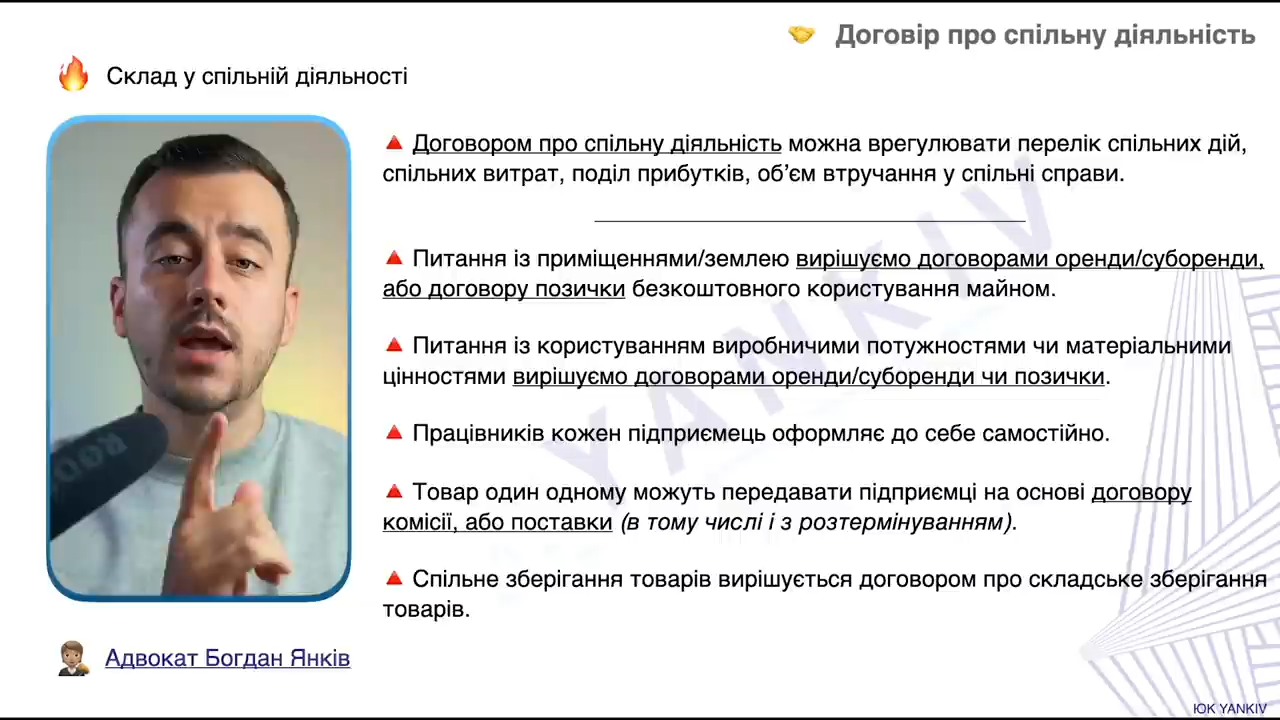 Договір про спільну діяльність
Склад у спільній діяльності
Договором про спільну діяльність можна врегулювати перелік спільних дій,
спільних витрат, поділ прибутків, об’єм втручання у спільні справи.
Питання із приміщеннями/землею вирішуємо договорами оренди/суборенди,
або договору позички безкоштовного користування майном.
Питання із користуванням виробничими потужностями чи матеріальними
цінностями вирішуємо договорами оренди/суборенди чи позички.
Працівників кожен підприємець оформляє до себе самостійно.
Товар один одному можуть передавати підприємці на основі договору
комісії, або поставки (в тому числі і з розтермінуванням).
Спільне зберігання товарів вирішується договором про складське зберігання
товарів.
YANKIV
RODE
Адвокат Богдан Янків
ЮК YANKIV